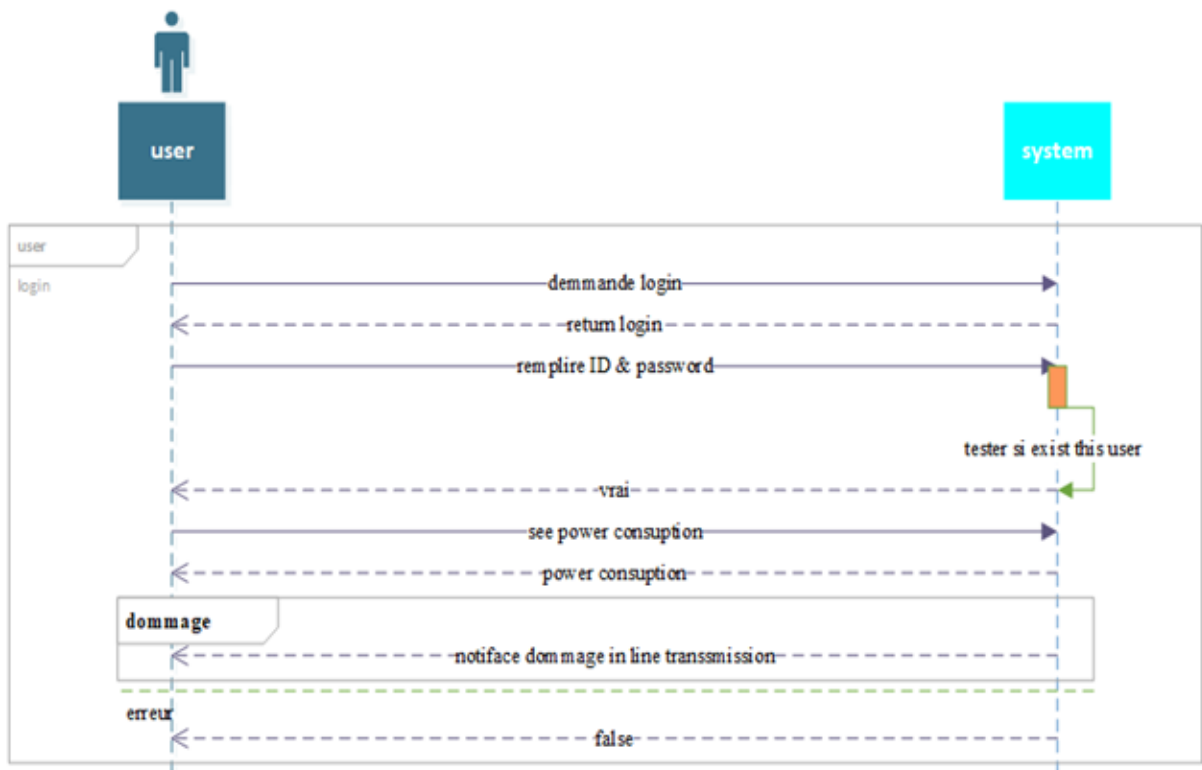 user
system
user
login
demmande login
return login
remplire ID & password
tester si exist this user
vrai
see power consuption
power consuption
dommage
notiface dommage in line transsmission
erreur
false